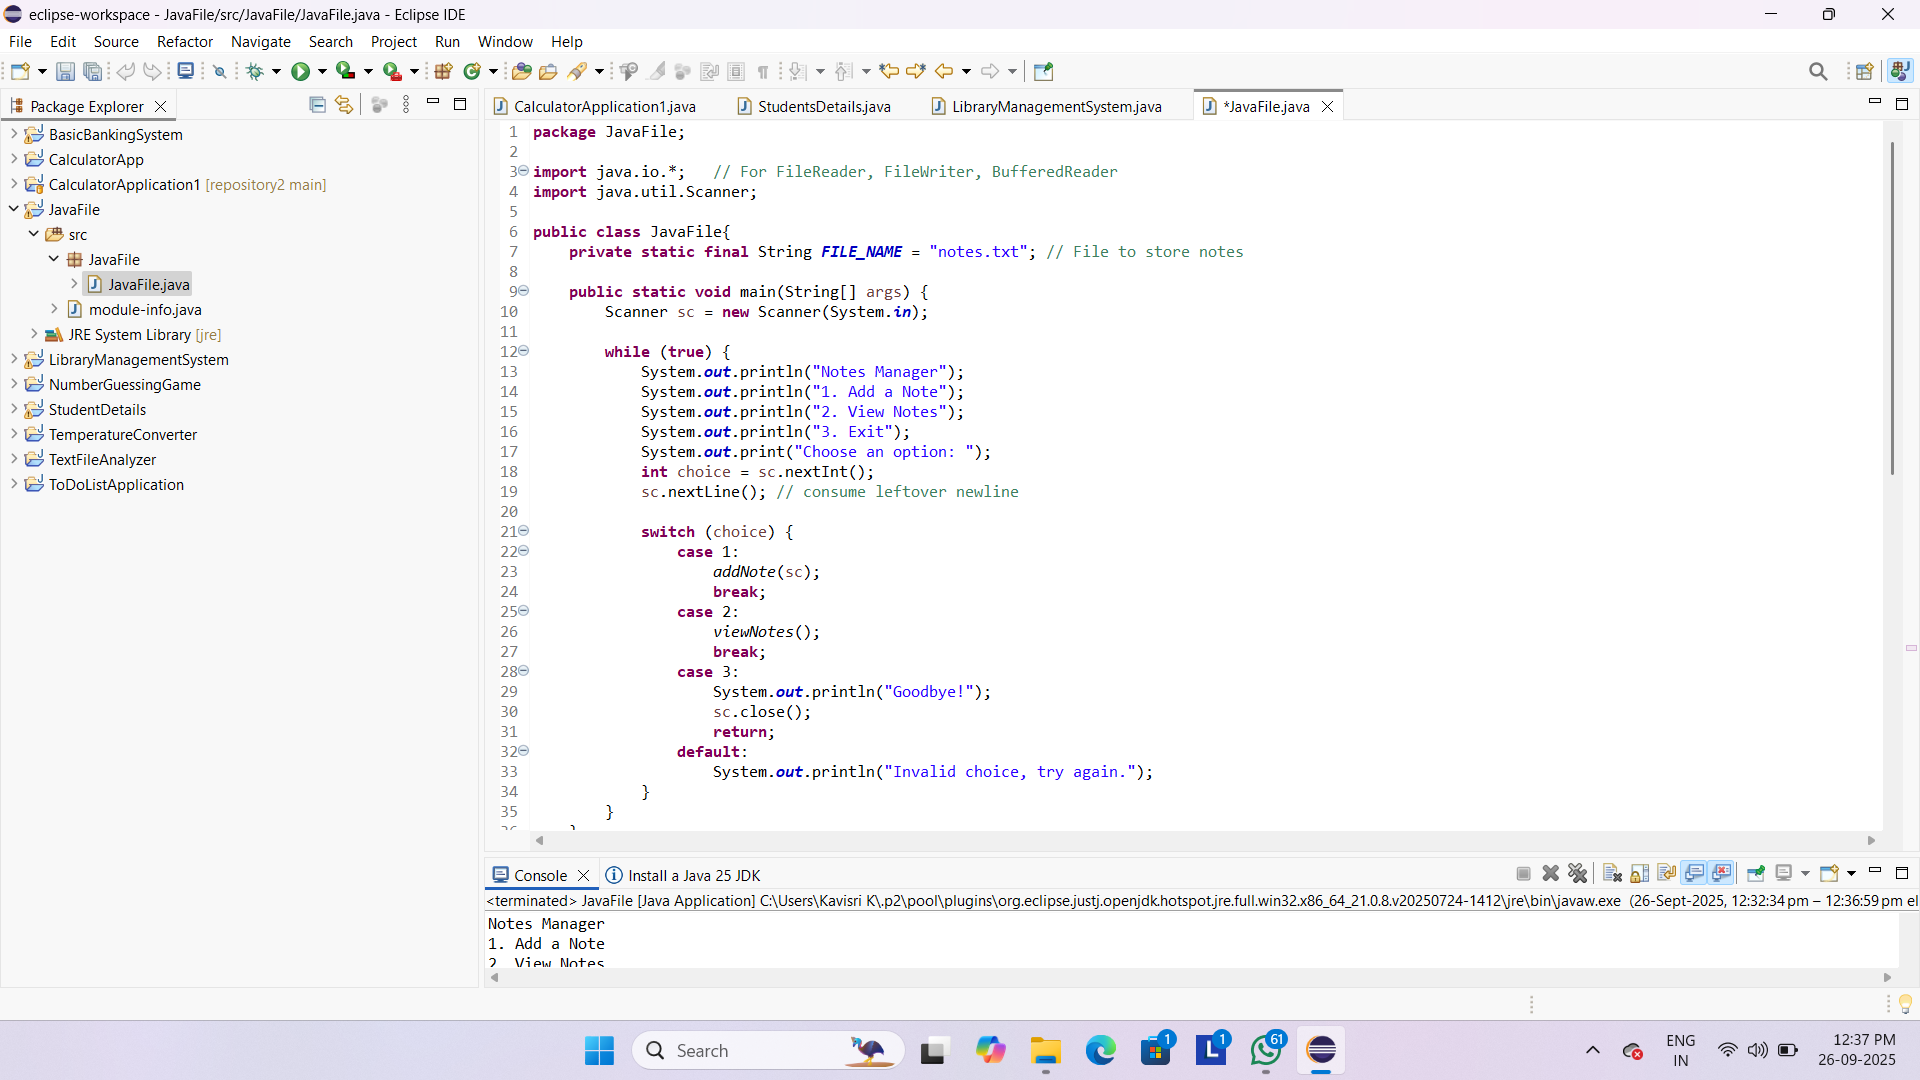 eclipse-workspace - JavaFile/src/JavaFile/JavaFile.java - Eclipse IDE
File Edit Source Refactor Navigate Search Project Run Window Help
Package Explorer
BasicBankingSystem
CalculatorApp
CalculatorApplication1 [repository2 main]
JavaFile
src
JavaFile
JavaFile.java
module-info.java
JRE System Library [jre]
LibraryManagementSystem
NumberGuessingGame
StudentDetails
TemperatureConverter
TextFileAnalyzer
ToDoListApplication
CalculatorApplication1.java StudentsDetails.java LibraryManagementSystem.java *JavaFile.java
1 package JavaFile;
2
3 import java.io.*;   // For FileReader, FileWriter, BufferedReader
4 import java.util.Scanner;
5
6 public class JavaFile{
7     private static final String FILE_NAME = "notes.txt"; // File to store notes
8
9     public static void main(String[] args) {
10         Scanner sc = new Scanner(System.in);
11
12         while (true) {
13             System.out.println("Notes Manager");
14             System.out.println("1. Add a Note");
15             System.out.println("2. View Notes");
16             System.out.println("3. Exit");
17             System.out.print("Choose an option: ");
18             int choice = sc.nextInt();
19             sc.nextLine(); // consume leftover newline
20
21             switch (choice) {
22                 case 1:
23                     addNote(sc);
24                     break;
25                 case 2:
26                     viewNotes();
27                     break;
28                 case 3:
29                     System.out.println("Goodbye!");
30                     sc.close();
31                     return;
32                 default:
33                     System.out.println("Invalid choice, try again.");
34             }
35         }
36     }
Console Install a Java 25 JDK
<terminated> JavaFile [Java Application] C:\Users\Kavisri K\.p2\pool\plugins\org.eclipse.justj.openjdk.hotspot.jre.full.win32.x86_64_21.0.8.v20250724-1412\jre\bin\javaw.exe (26-Sept-2025, 12:32:34 pm – 12:36:59 pm el
Notes Manager
1. Add a Note
2. View Notes
Search
1
1
61
ENG
IN
12:37 PM
26-09-2025